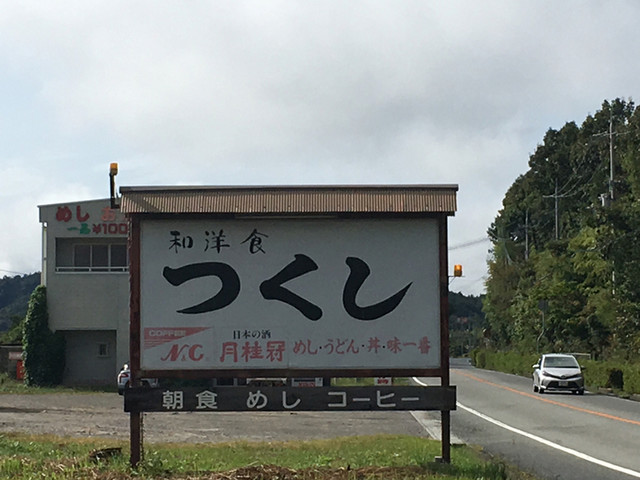 和洋食
つくし
COFFEE
N.C.
日本の酒
月桂冠
めし・うどん・丼・味一番
朝食 めし コーヒー
めし
一品 ¥100